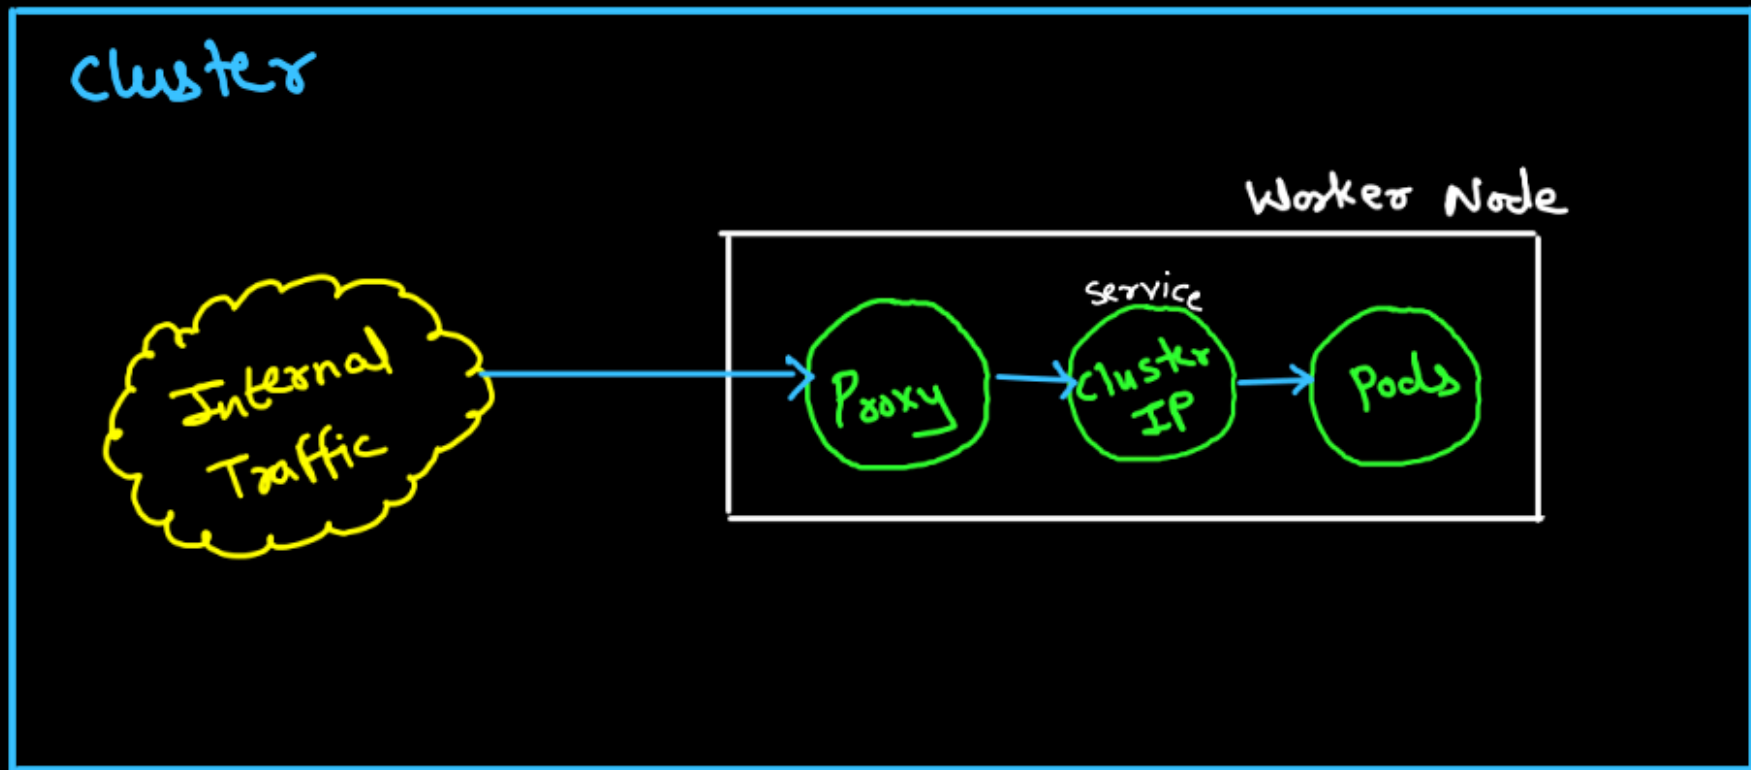 Cluster
Worker Node
service
Internal
Traffic
Proxy
Cluster
IP
Pods